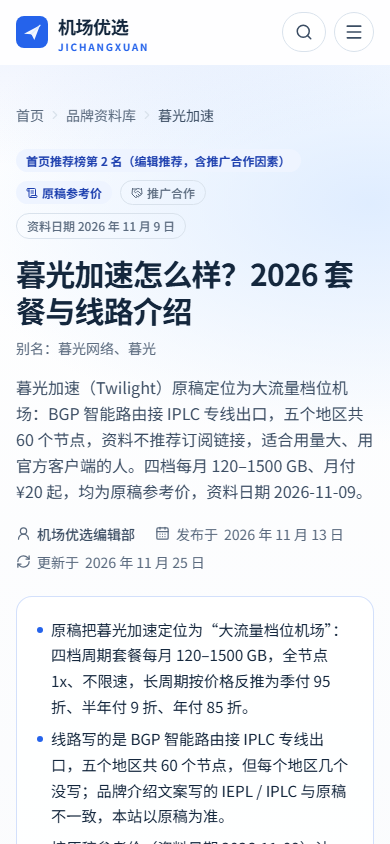 机场优选
JICHANGXUAN
首页 > 品牌资料库 > 暮光加速
首页推荐榜第 2 名（编辑推荐，含推广合作因素）
原稿参考价 推广合作
资料日期 2026 年 11 月 9 日
暮光加速怎么样？2026 套
餐与线路介绍
别名：暮光网络、暮光
暮光加速（Twilight）原稿定位为大流量档位机
场：BGP 智能路由接 IPLC 专线出口，五个地区共
60 个节点，资料不推荐订阅链接，适合用量大、用
官方客户端的人。四档每月 120–1500 GB、月付
¥20 起，均为原稿参考价，资料日期 2026-11-09。
机场优选编辑部 发布于 2026 年 11 月 13 日
更新于 2026 年 11 月 25 日
原稿把暮光加速定位为“大流量档位机场”：
四档周期套餐每月 120–1500 GB，全节点
1x、不限速，长周期按价格反推为季付 95
折、半年付 9 折、年付 85 折。
线路写的是 BGP 智能路由接 IPLC 专线出
口，五个地区共 60 个节点，但每个地区几个
没写；品牌介绍文案写的 IEPL / IPLC 与原稿
不一致，本站以原稿为准。